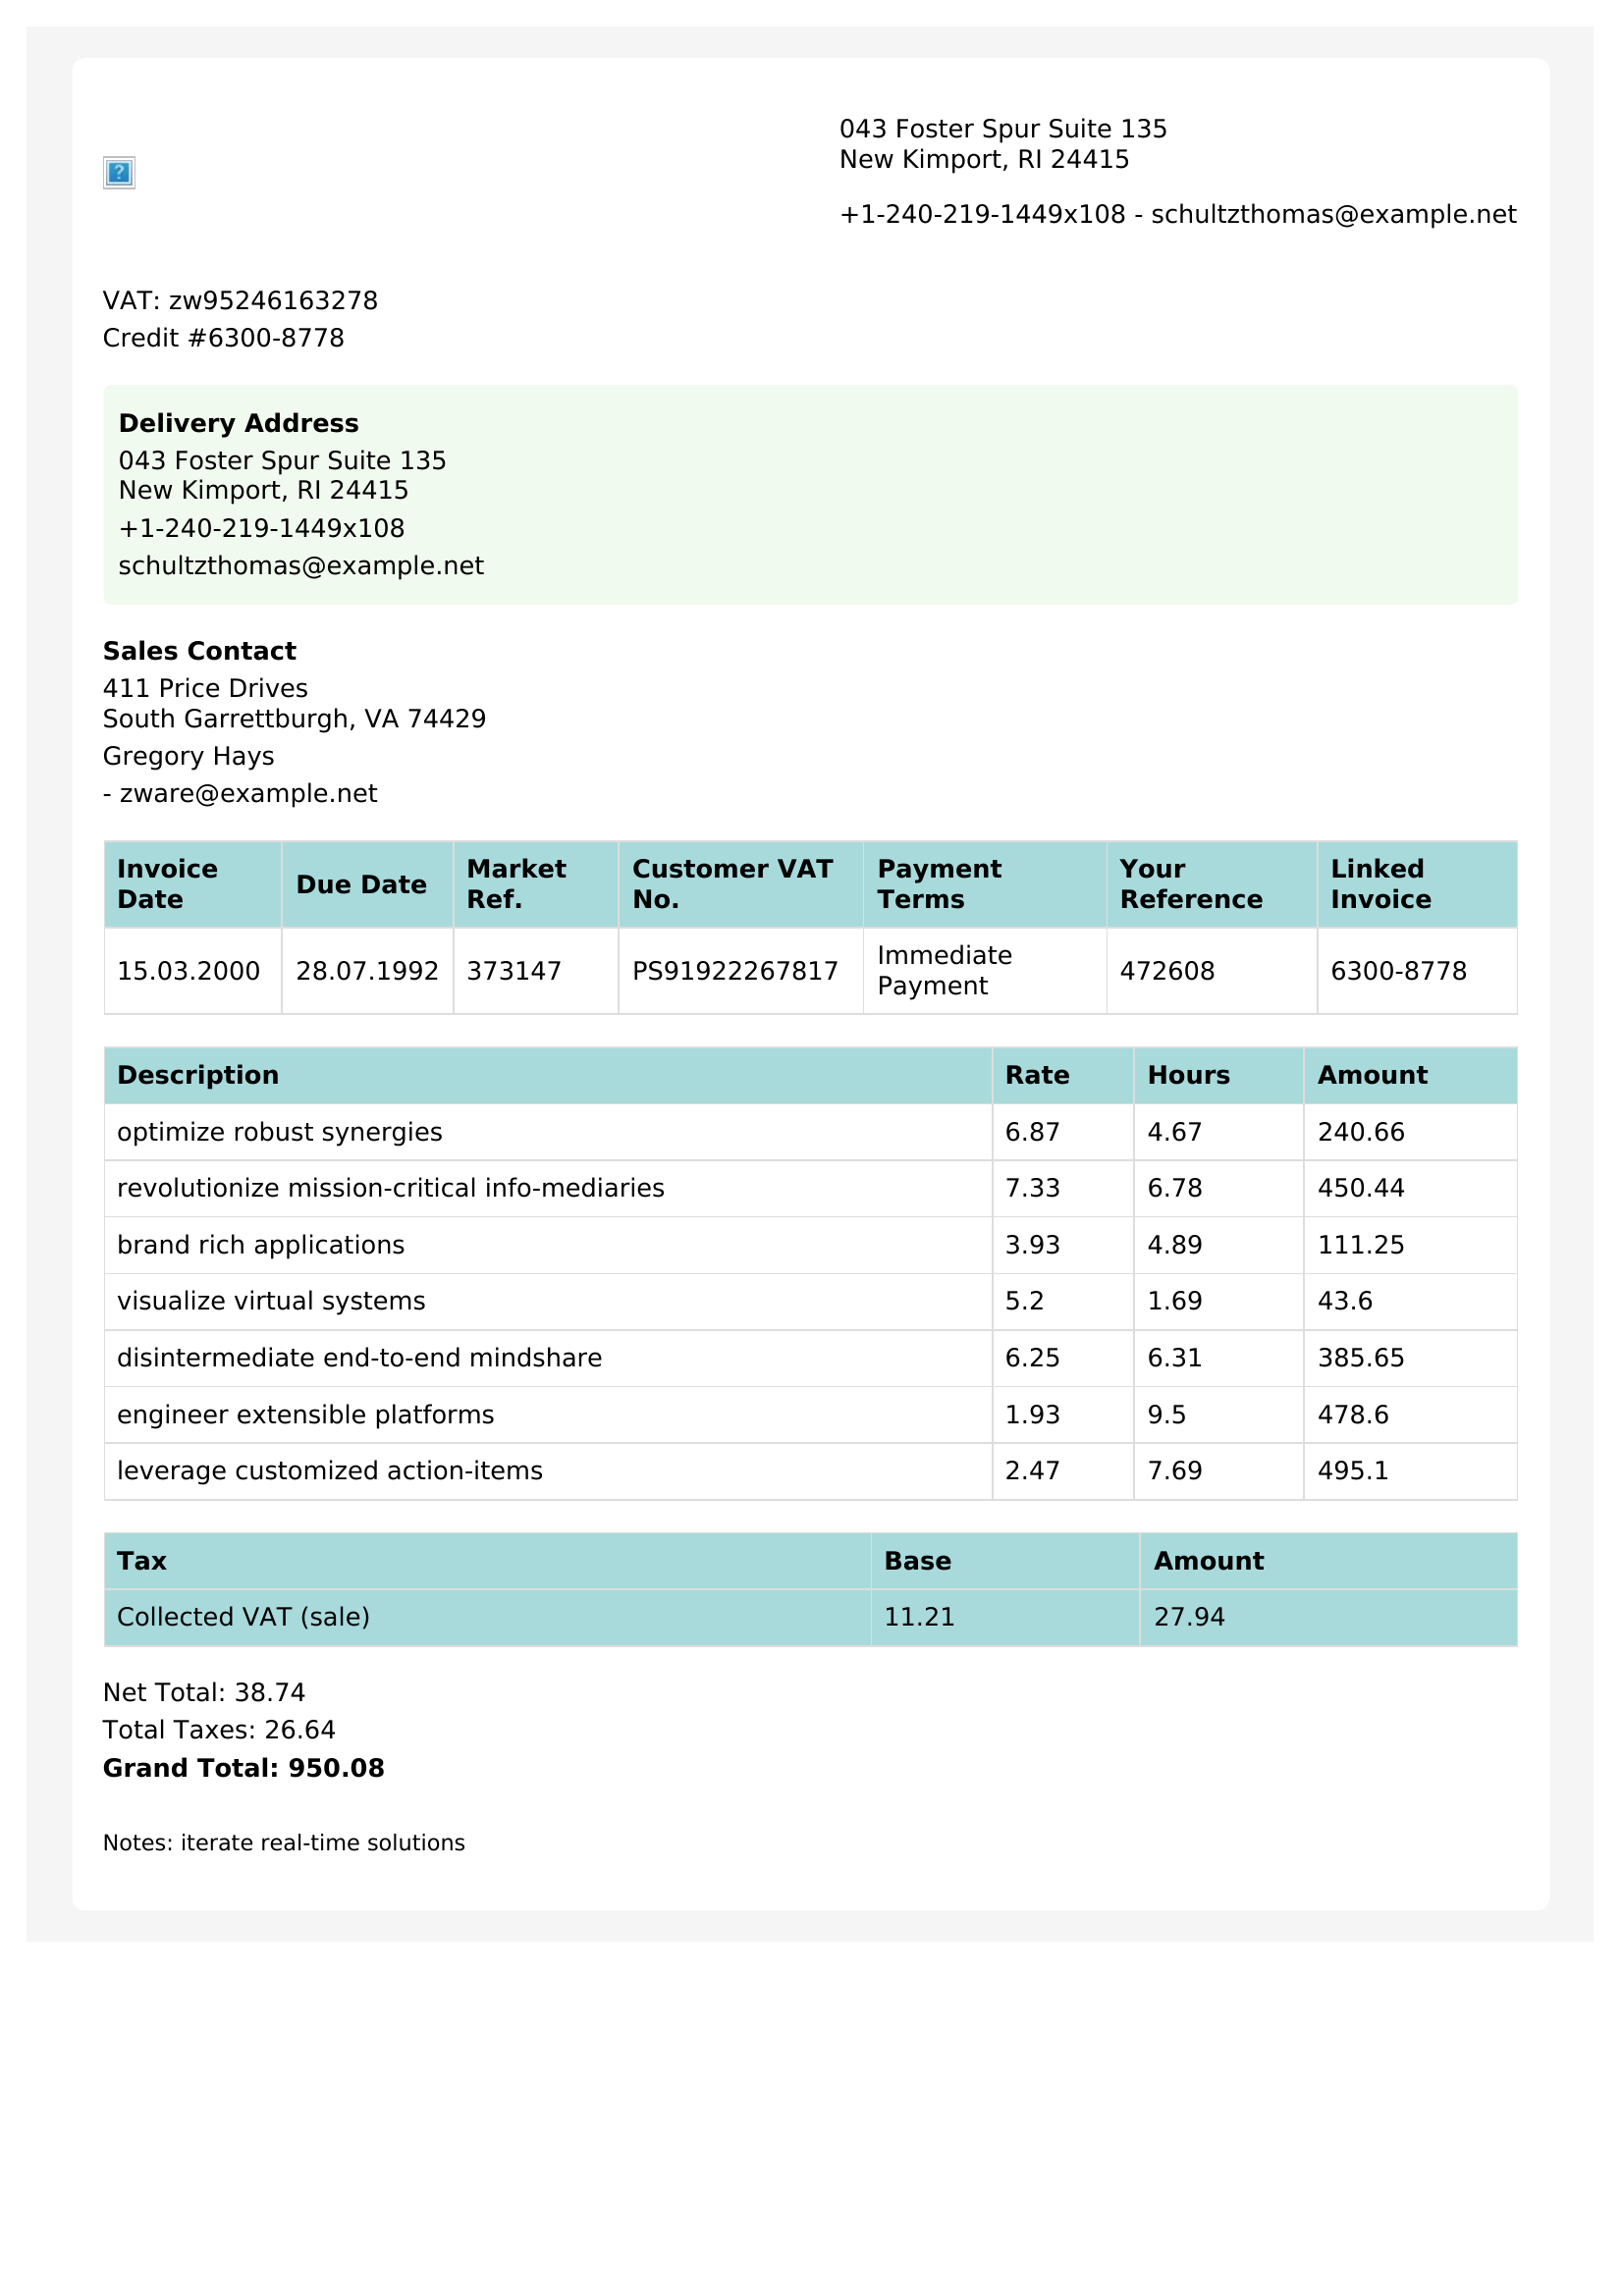 043 Foster Spur Suite 135
New Kimport, RI 24415
+1-240-219-1449x108 - schultzthomas@example.net
VAT: zw95246163278
Credit #6300-8778
Delivery Address
043 Foster Spur Suite 135
New Kimport, RI 24415
+1-240-219-1449x108
schultzthomas@example.net
Sales Contact
411 Price Drives
South Garrettburgh, VA 74429
Gregory Hays
- zware@example.net
Invoice Date Due Date Market Ref. Customer VAT No. Payment Terms Your Reference Linked Invoice
15.03.2000 28.07.1992 373147 PS91922267817 Immediate Payment 472608 6300-8778
Description Rate Hours Amount
optimize robust synergies 6.87 4.67 240.66
revolutionize mission-critical info-mediaries 7.33 6.78 450.44
brand rich applications 3.93 4.89 111.25
visualize virtual systems 5.2 1.69 43.6
disintermediate end-to-end mindshare 6.25 6.31 385.65
engineer extensible platforms 1.93 9.5 478.6
leverage customized action-items 2.47 7.69 495.1
Tax Base Amount
Collected VAT (sale) 11.21 27.94
Net Total: 38.74
Total Taxes: 26.64
Grand Total: 950.08
Notes: iterate real-time solutions